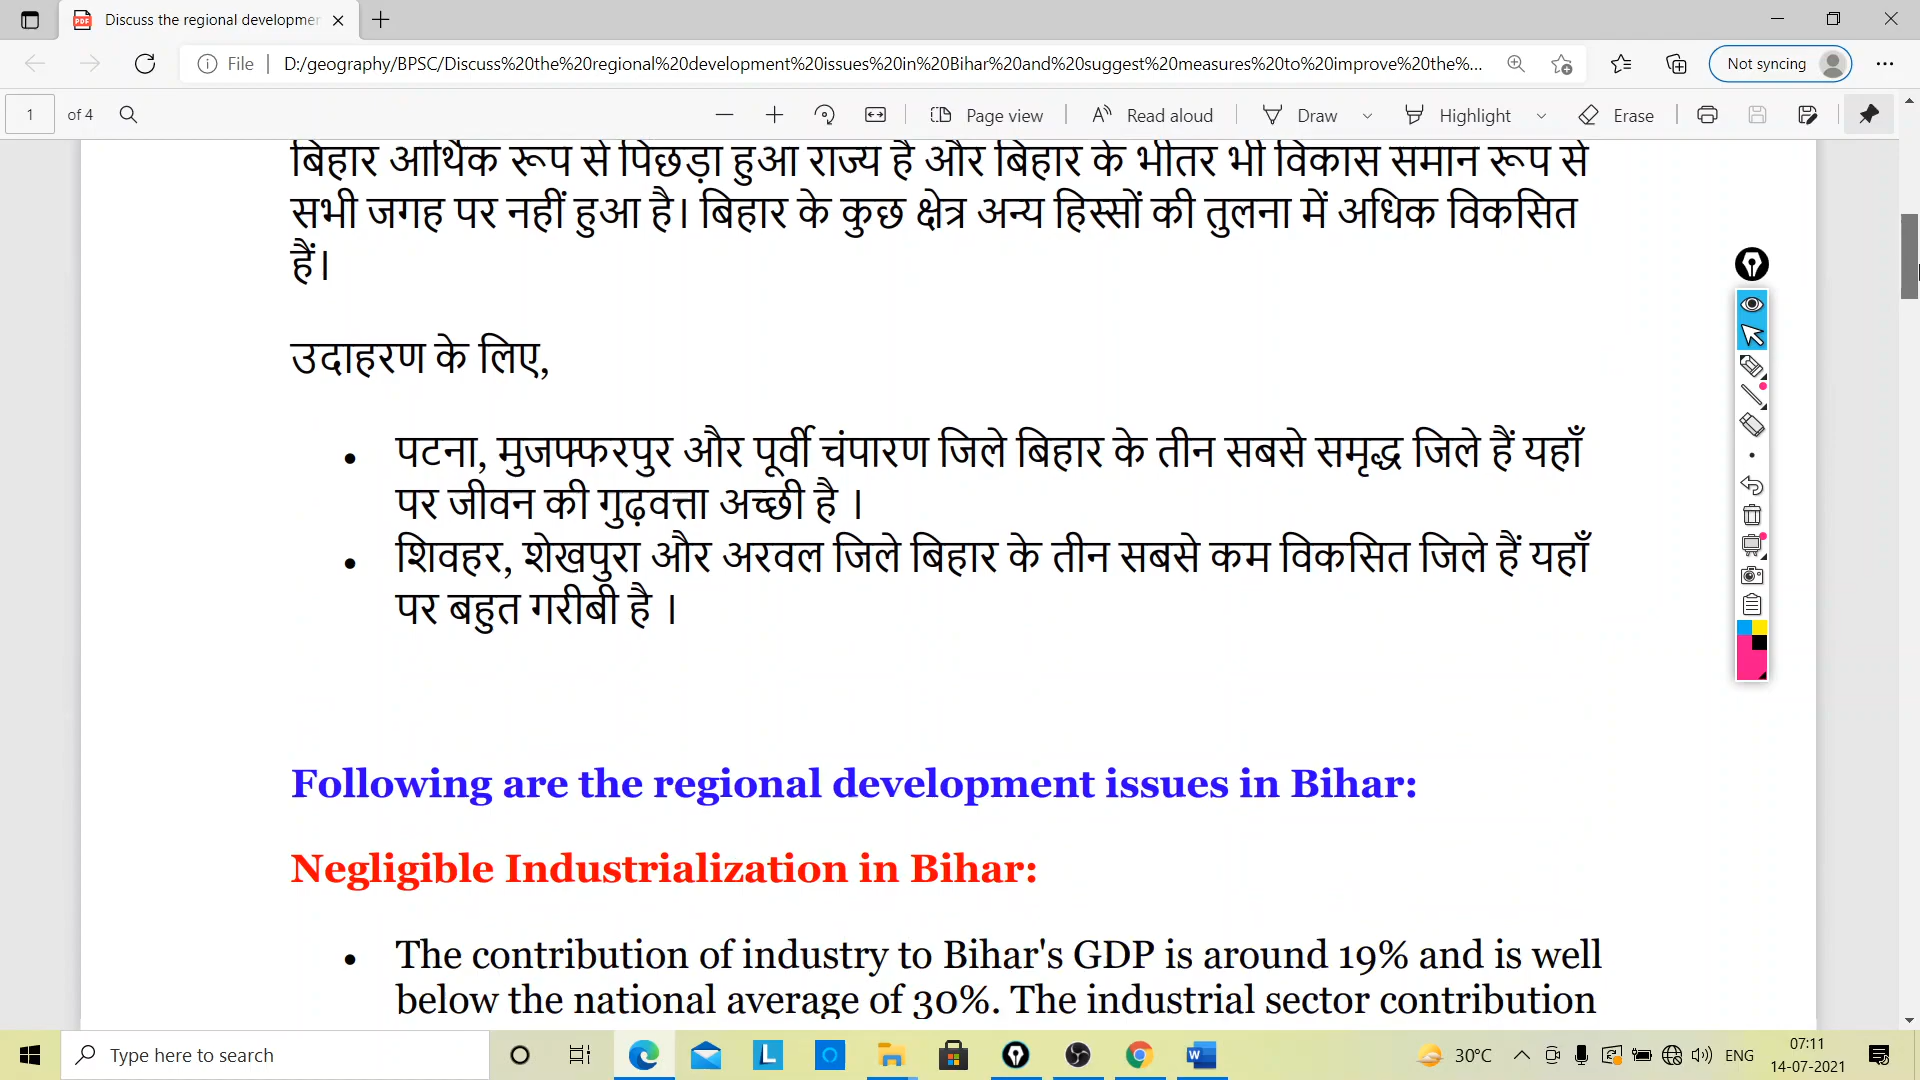 Discuss the regional developmer
File
D:/geography/BPSC/Discuss%20the%20regional%20development%20issues%20in%20Bihar%20and%20suggest%20measures%20to%20improve%20the%...
Not syncing
1 of 4
Page view
Read aloud
Draw
Highlight
Erase
बिहार आर्थिक रूप से पिछड़ा हुआ राज्य है और बिहार के भीतर भी विकास समान रूप से
सभी जगह पर नहीं हुआ है। बिहार के कुछ क्षेत्र अन्य हिस्सों की तुलना में अधिक विकसित
हैं।
उदाहरण के लिए,
• पटना, मुजफ्फरपुर और पूर्वी चंपारण जिले बिहार के तीन सबसे समृद्ध जिले हैं यहाँ
पर जीवन की गुढ़वत्ता अच्छी है ।
• शिवहर, शेखपुरा और अरवल जिले बिहार के तीन सबसे कम विकसित जिले हैं यहाँ
पर बहुत गरीबी है ।
Following are the regional development issues in Bihar:
Negligible Industrialization in Bihar:
• The contribution of industry to Bihar's GDP is around 19% and is well
below the national average of 30%. The industrial sector contribution
Type here to search
30°C
ENG
07:11
14-07-2021